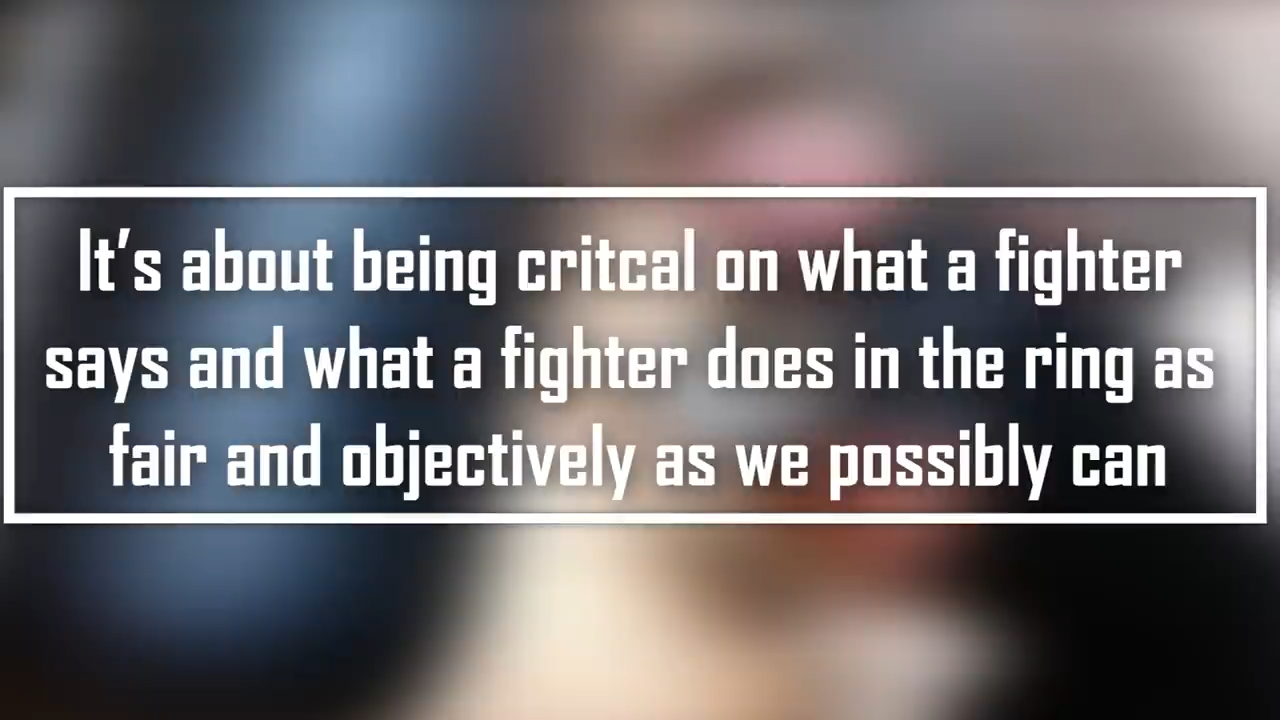 It’s about being critcal on what a fighter
says and what a fighter does in the ring as
fair and objectively as we possibly can